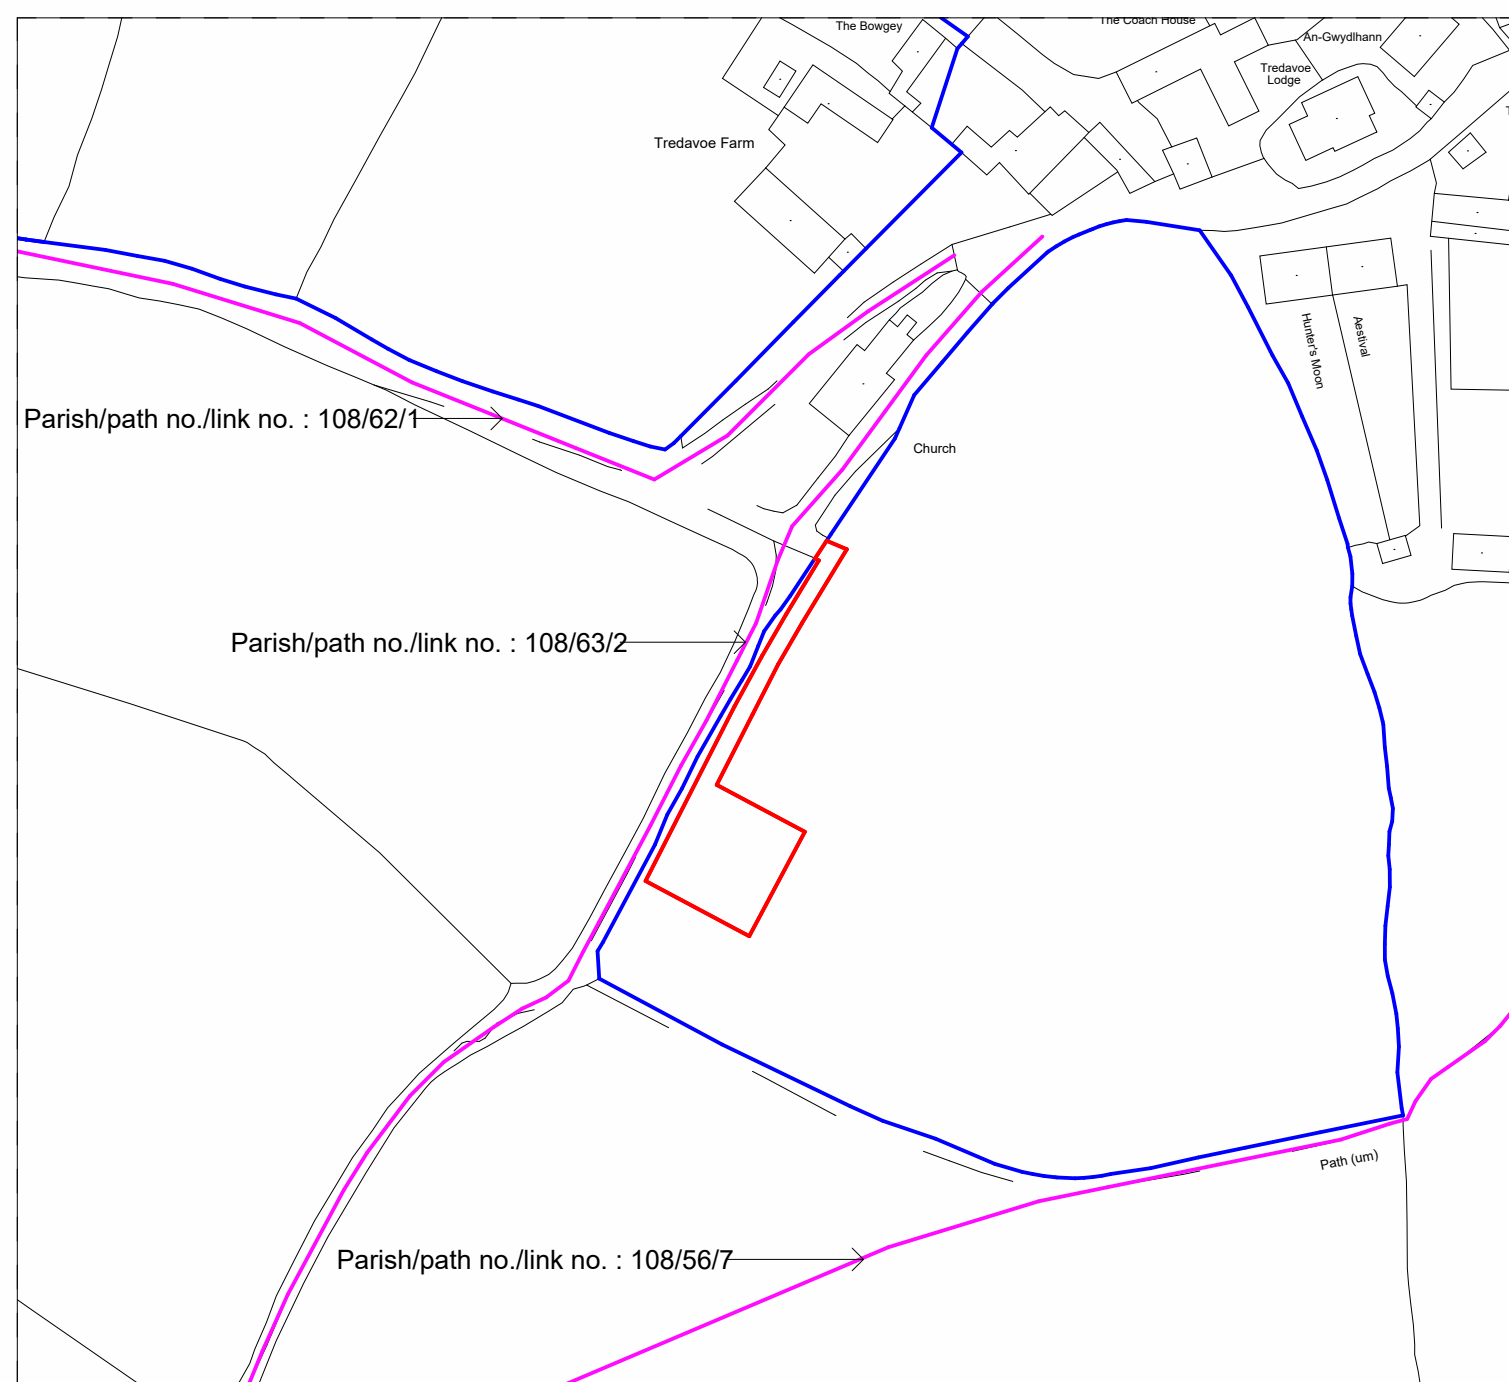 The Bowgey
The Coach House
An-Gwydlhann
Tredavoe
Lodge
Tredavoe Farm
Hunter's Moon
Aestival
Parish/path no./link no. : 108/62/1
Church
Parish/path no./link no. : 108/63/2
Path (um)
Parish/path no./link no. : 108/56/7